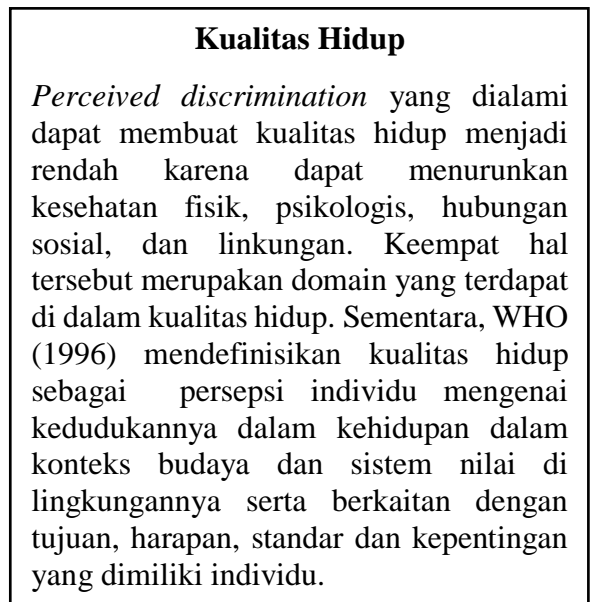 Kualitas Hidup
Perceived discrimination yang dialami
dapat membuat kualitas hidup menjadi
rendah karena dapat menurunkan
kesehatan fisik, psikologis, hubungan
sosial, dan linkungan. Keempat hal
tersebut merupakan domain yang terdapat
di dalam kualitas hidup. Sementara, WHO
(1996) mendefinisikan kualitas hidup
sebagai persepsi individu mengenai
kedudukannya dalam kehidupan dalam
konteks budaya dan sistem nilai di
lingkungannya serta berkaitan dengan
tujuan, harapan, standar dan kepentingan
yang dimiliki individu.